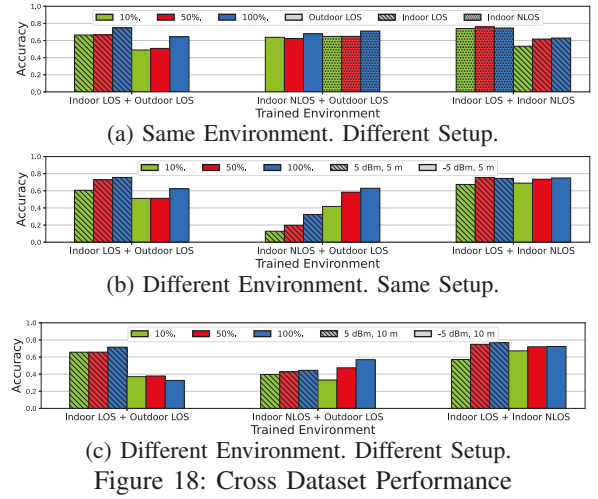 10%. 50%. 100%. Outdoor LOS Indoor LOS Indoor NLOS
Accuracy
1.0
0.8
0.6
0.4
0.2
0.0
Indoor LOS + Outdoor LOS Indoor NLOS + Outdoor LOS Indoor LOS + Indoor NLOS
Trained Environment
(a) Same Environment. Different Setup.
10%. 50%. 100%. 5 dBm, 5 m -5 dBm, 5 m
Accuracy
1.0
0.8
0.6
0.4
0.2
0.0
Indoor LOS + Outdoor LOS Indoor NLOS + Outdoor LOS Indoor LOS + Indoor NLOS
Trained Environment
(b) Different Environment. Same Setup.
10%. 50%. 100%. 5 dBm, 10 m -5 dBm, 10 m
Accuracy
1.0
0.8
0.6
0.4
0.2
0.0
Indoor LOS + Outdoor LOS Indoor NLOS + Outdoor LOS Indoor LOS + Indoor NLOS
Trained Environment
(c) Different Environment. Different Setup.
Figure 18: Cross Dataset Performance